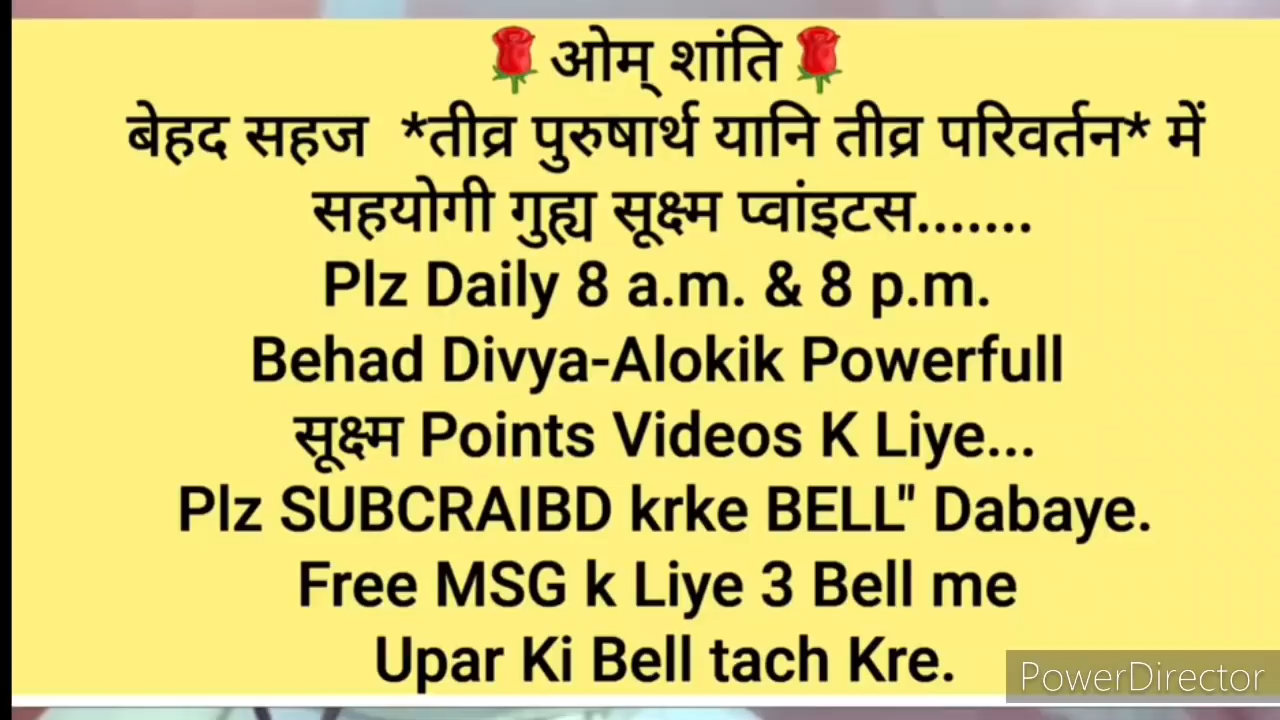 🌹ओम् शांति🌹
बेहद सहज *तीव्र पुरुषार्थ यानि तीव्र परिवर्तन* में
सहयोगी गुह्य सूक्ष्म प्वांइटस.......
Plz Daily 8 a.m. & 8 p.m.
Behad Divya-Alokik Powerfull
सूक्ष्म Points Videos K Liye...
Plz SUBCRAIBD krke BELL" Dabaye.
Free MSG k Liye 3 Bell me
Upar Ki Bell tach Kre.
PowerDirector